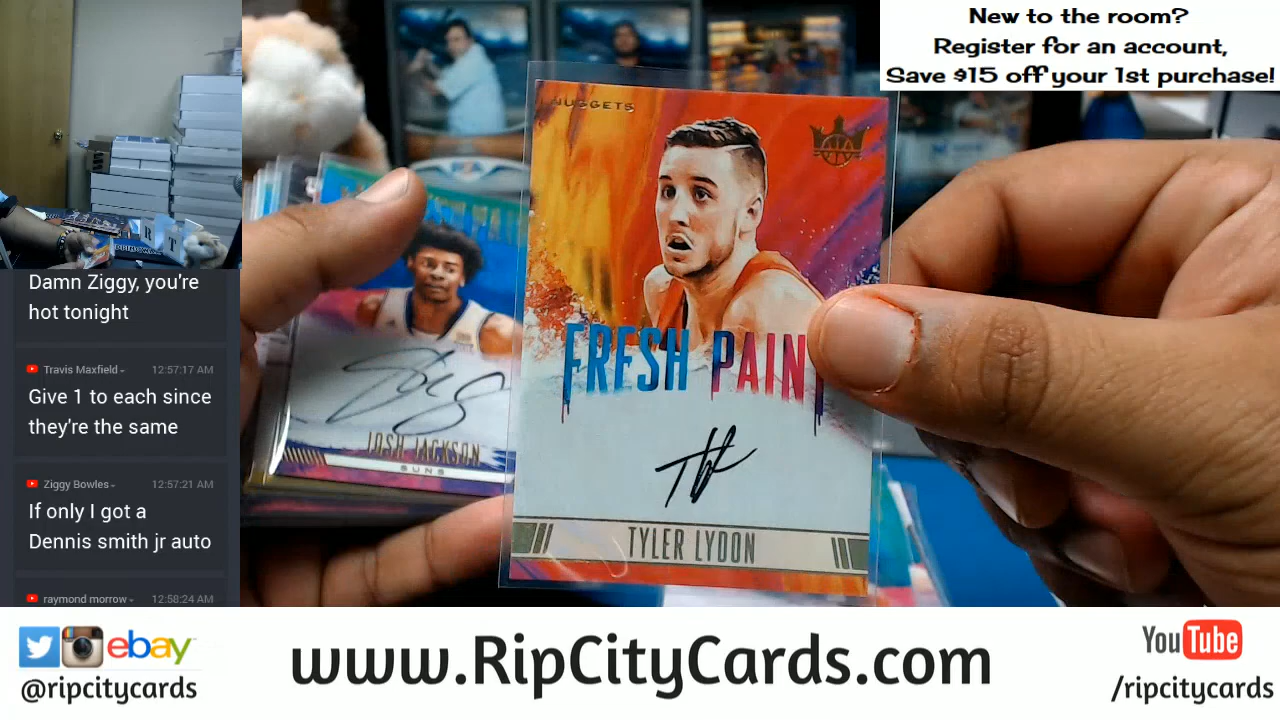 New to the room?
Register for an account,
Save $15 off your 1st purchase!
Damn Ziggy, you're
hot tonight
Travis Maxfield
12:57:17 AM
Give 1 to each since
they're the same
Ziggy Bowles
12:57:21 AM
If only I got a
Dennis smith jr auto
raymond morrow
12:58:24 AM
NUGGETS
FRESH PAIN
TYLER LYDON
JOSH JACKSON
SUNS
ebay
@ripcitycards
www.RipCityCards.com
YouTube
/ripcitycards